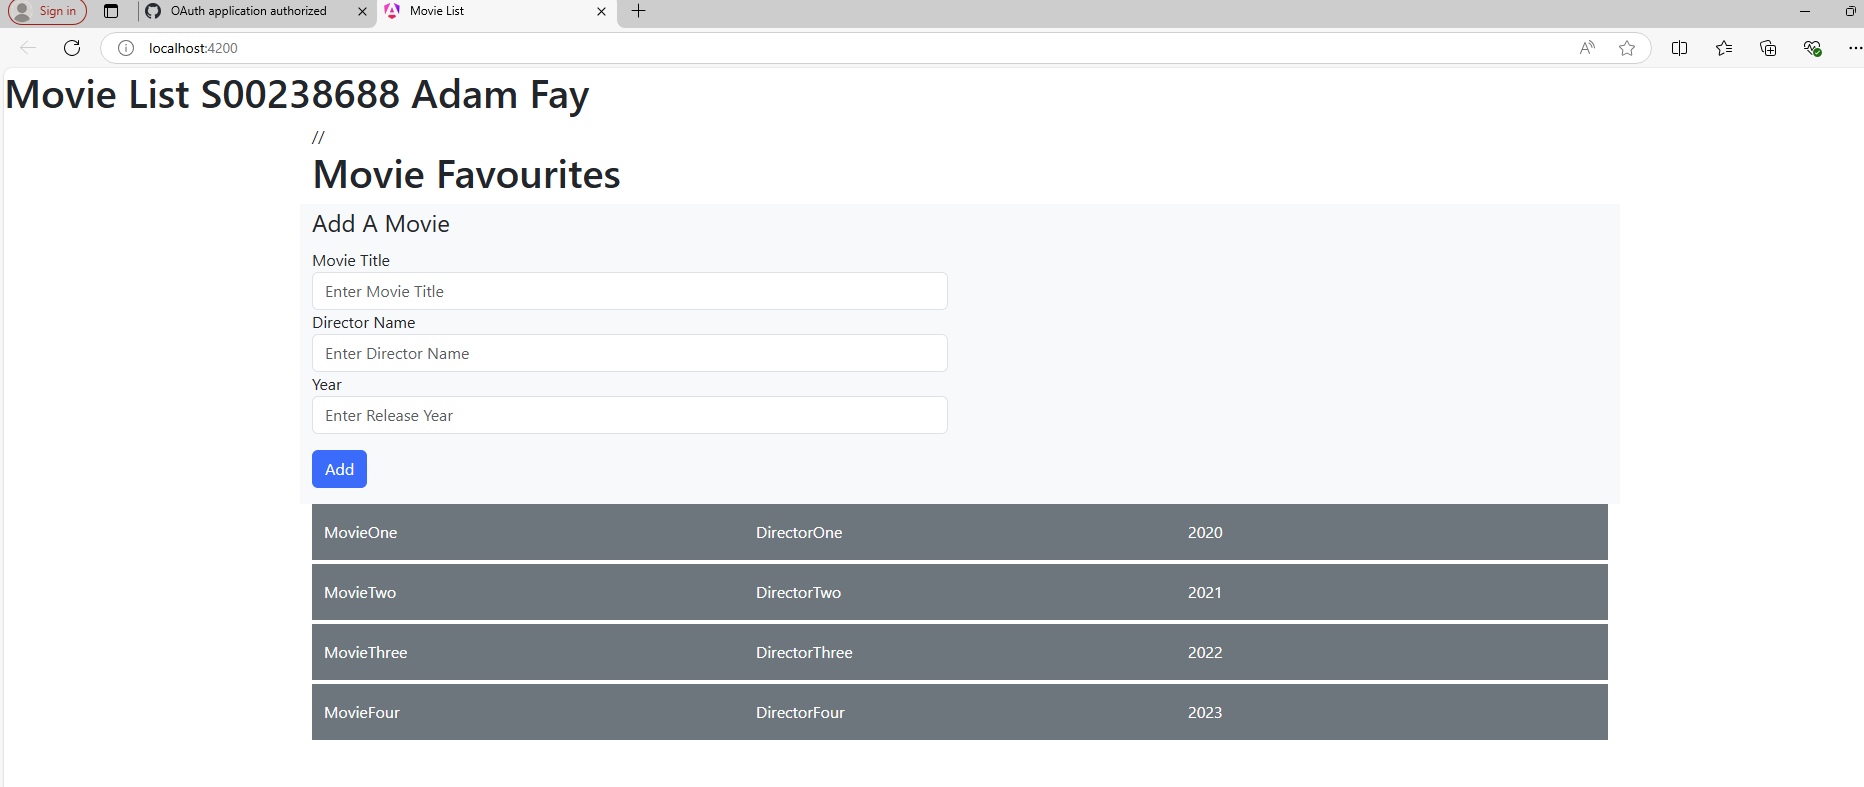 Sign in
OAuth application authorized
Movie List
localhost:4200
Movie List S00238688 Adam Fay
//
Movie Favourites
Add A Movie
Movie Title
Enter Movie Title
Director Name
Enter Director Name
Year
Enter Release Year
Add
MovieOne DirectorOne 2020
MovieTwo DirectorTwo 2021
MovieThree DirectorThree 2022
MovieFour DirectorFour 2023